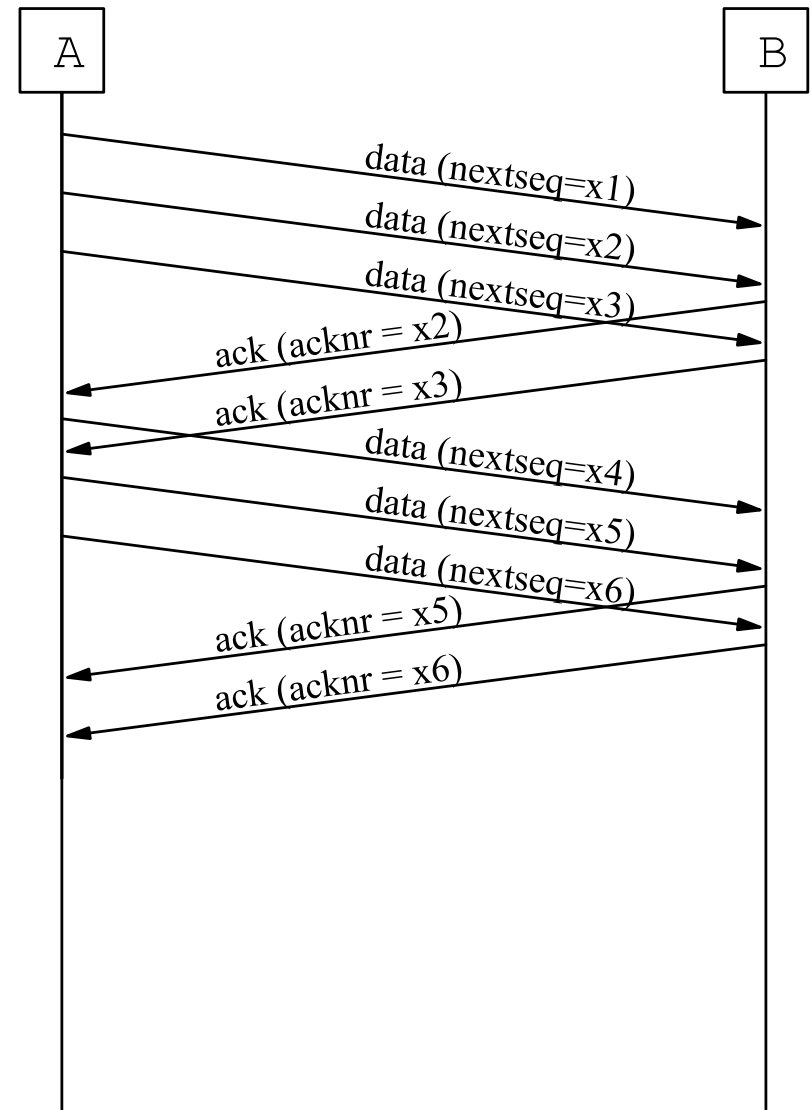 A
B
data (nextseq=x1)
data (nextseq=x2)
data (nextseq=x3)
ack (acknr = x2)
ack (acknr = x3)
data (nextseq=x4)
data (nextseq=x5)
data (nextseq=x6)
ack (acknr = x5)
ack (acknr = x6)